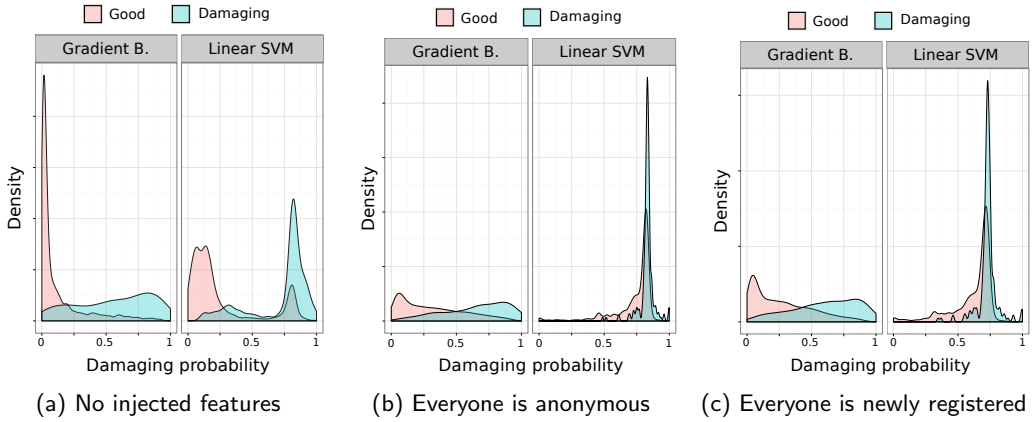 Good Damaging
Gradient B. Linear SVM
Density
0 0.5 1 0 0.5 1
Damaging probability
(a) No injected features
Good Damaging
Gradient B. Linear SVM
Density
0 0.5 1 0 0.5 1
Damaging probability
(b) Everyone is anonymous
Good Damaging
Gradient B. Linear SVM
Density
0 0.5 1 0 0.5 1
Damaging probability
(c) Everyone is newly registered